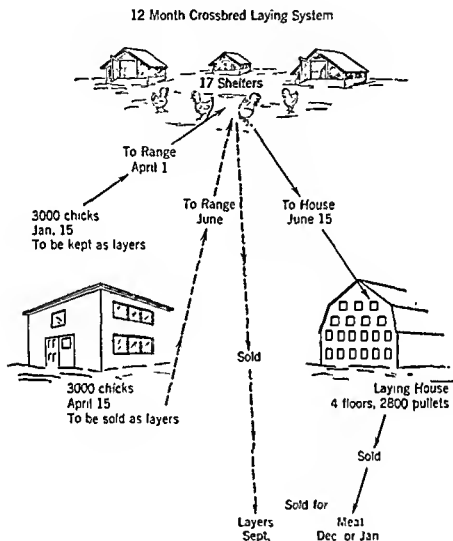 12 Month Crossbred Laying System
17 Shelters
To Range
April 1
3000 chicks
Jan. 15
To be kept as layers
To Range
June
To House
June 15
Sold
3000 chicks
April 15
To be sold as layers
Laying House
4 floors, 2800 pullets
Sold
Sold for
Layers
Sept.
Meat
Dec or Jan